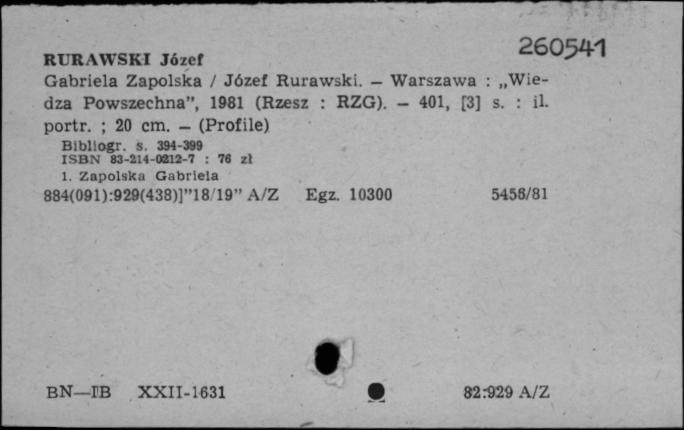 260541
RURAWSKI Józef
Gabriela Zapolska / Józef Rurawski. — Warszawa : „Wie-
dza Powszechna”, 1981 (Rzesz : RZG). — 401, [3] s. : il.
portr. ; 20 cm. — (Profile)
Bibliogr. s. 394-399
ISBN 83-214-0212-7 : 76 zł
1. Zapolska Gabriela
884(091):929(438)]”18/19” A/Z Egz. 10300 5456/81
BN—IB XXII-1631 82:929 A/Z